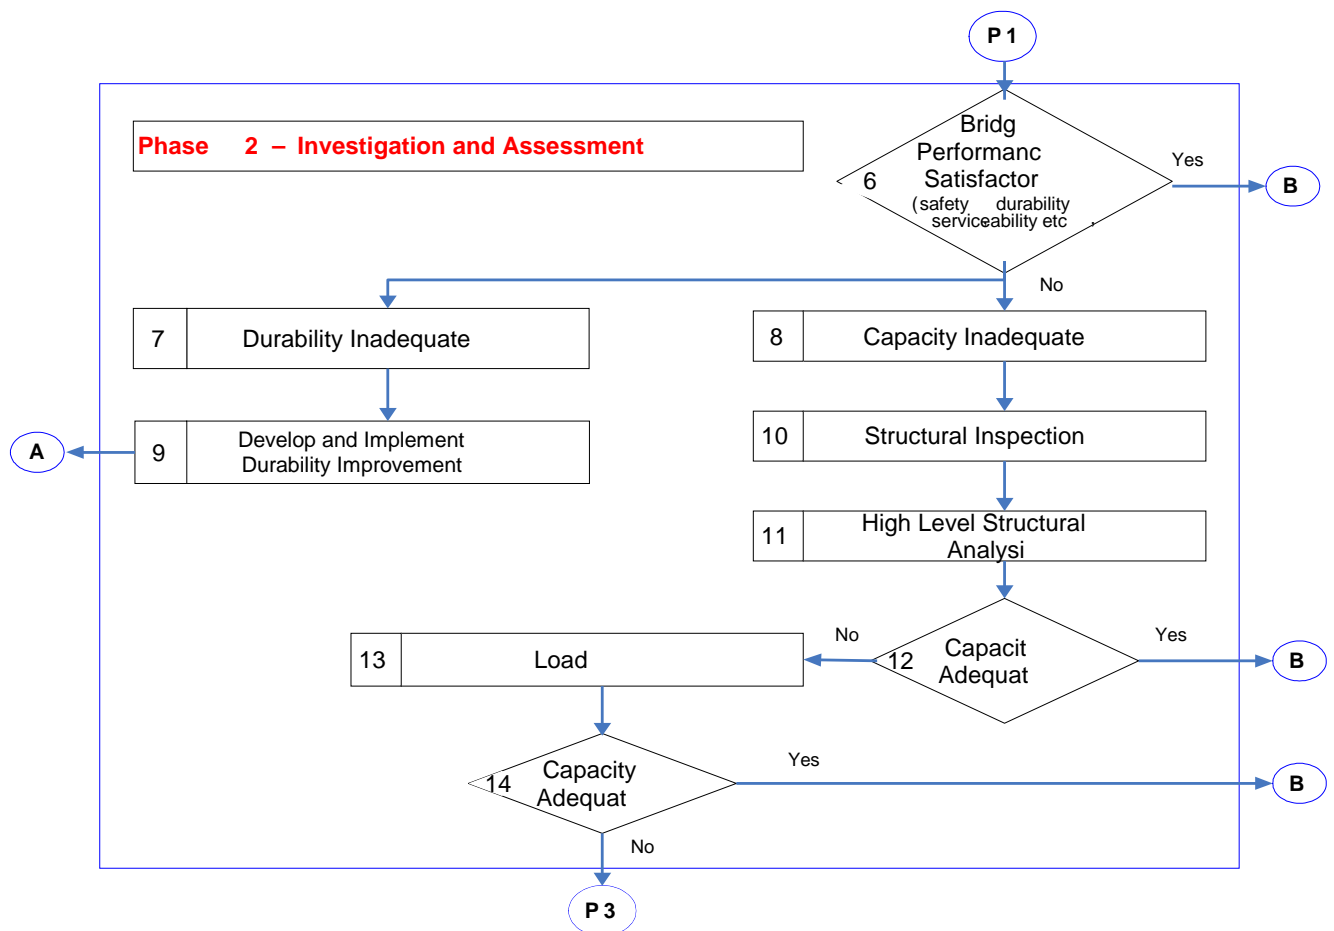 P 1
Phase 2 – Investigation and Assessment
Bridg
Performanc
Satisfactor
(safety durability
serviceability etc ,
6
Yes
B
No
7
Durability Inadequate
8
Capacity Inadequate
A
9
Develop and Implement
Durability Improvement
10
Structural Inspection
11
High Level Structural
Analysi
13
Load
No
12
Capacit
Adequat
Yes
B
14
Capacity
Adequat
Yes
B
No
P 3